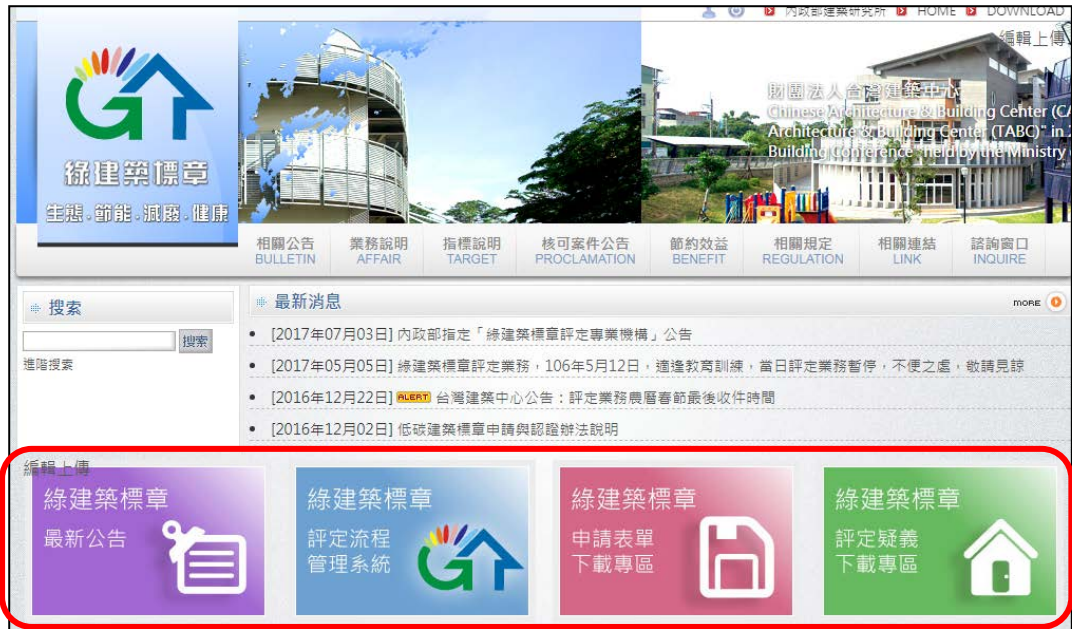 內政部建築研究所 HOME DOWNLOAD
編輯上傳
財團法人台灣建築中心
Chinese Architecture & Building Center (CA
Architecture & Building Center (TABC)" in
Building Conference" held by the Ministry
綠建築標章
生態.節能.減廢.健康
相關公告 業務說明 指標說明 核可案件公告 節約效益 相關規定 相關連結 諮詢窗口
BULLETIN AFFAIR TARGET PROCLAMATION BENEFIT REGULATION LINK INQUIRE
搜索
搜索
進階搜索
最新消息 MORE
[2017年07月03日] 內政部指定「綠建築標章評定專業機構」公告
[2017年05月05日] 綠建築標章評定業務，106年5月12日，適逢教育訓練，當日評定業務暫停，不便之處，敬請見諒
[2016年12月22日] ALERT 台灣建築中心公告：評定業務農曆春節最後收件時間
[2016年12月02日] 低碳建築標章申請與認證辦法說明
編輯上傳
綠建築標章
最新公告
綠建築標章
評定流程
管理系統
綠建築標章
申請表單
下載專區
綠建築標章
評定疑義
下載專區